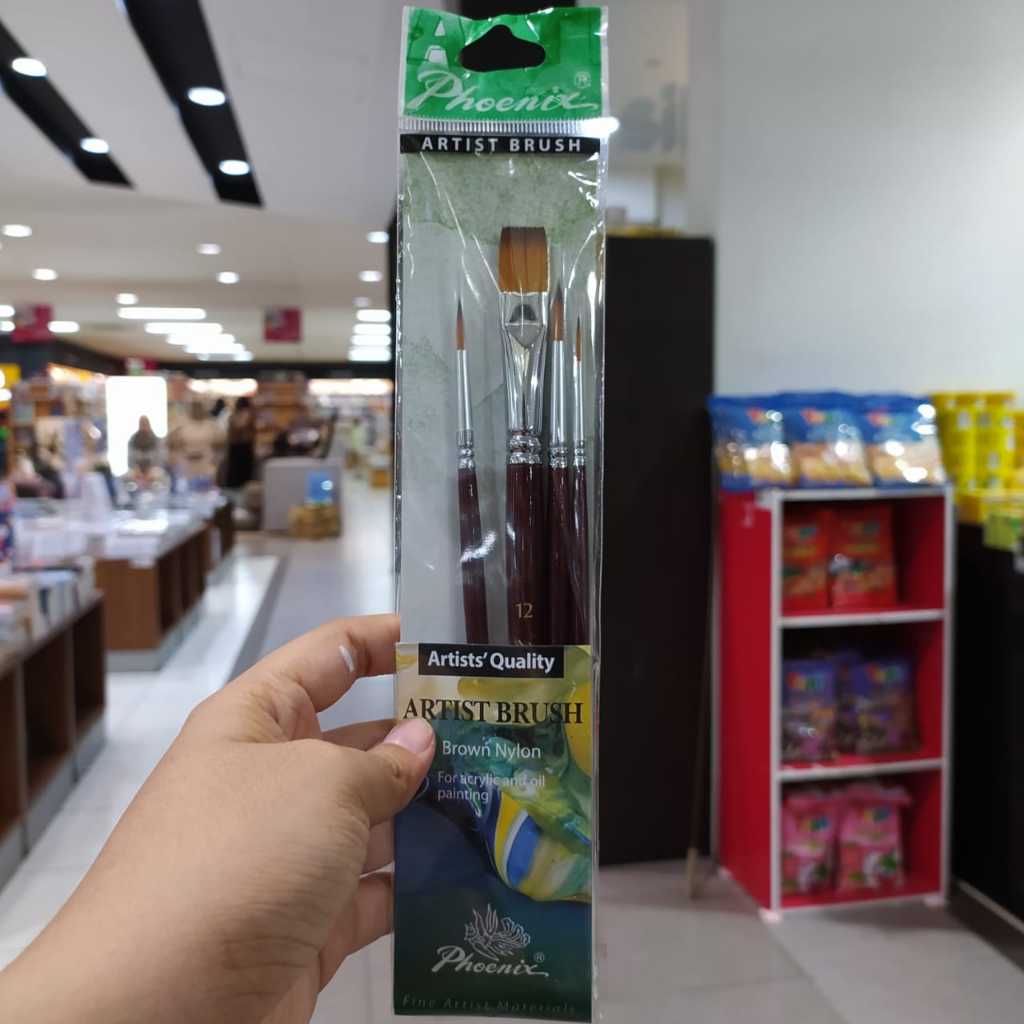 Phoenix®
ARTIST BRUSH
12
Artists' Quality
ARTIST BRUSH
Brown Nylon
For acrylic and oil
painting
Phoenix®
Fine Artist Materials